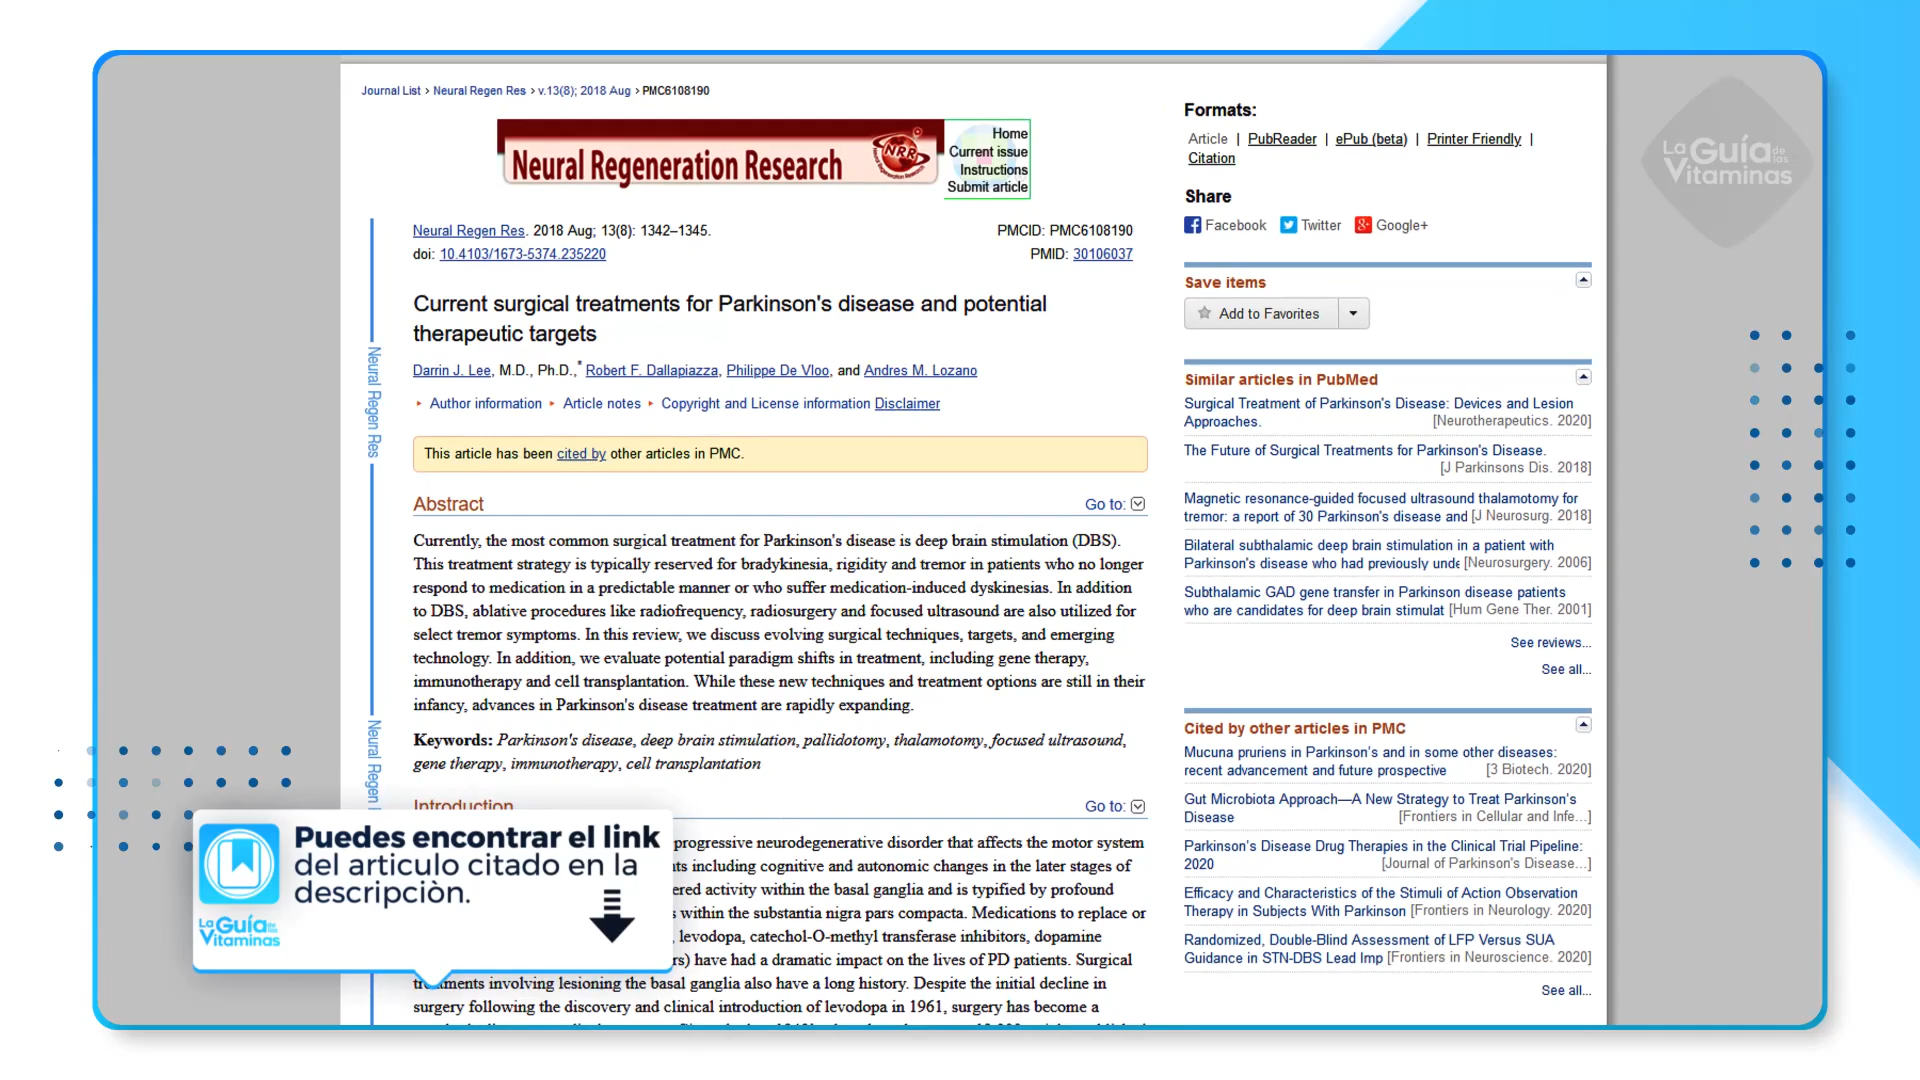 Journal List › Neural Regen Res › v.13(8); 2018 Aug › PMC6108190
Neural Regeneration Research
NRR
Home
Current issue
Instructions
Submit article
Neural Regen Res. 2018 Aug; 13(8): 1342–1345.
PMCID: PMC6108190
doi: 10.4103/1673-5374.235220
PMID: 30106037
Current surgical treatments for Parkinson's disease and potential
therapeutic targets
Darrin J. Lee, M.D., Ph.D.,* Robert F. Dallapiazza, Philippe De Vloo, and Andres M. Lozano
Author information
Article notes
Copyright and License information Disclaimer
This article has been cited by other articles in PMC.
Abstract
Go to:
Currently, the most common surgical treatment for Parkinson's disease is deep brain stimulation (DBS).
This treatment strategy is typically reserved for bradykinesia, rigidity and tremor in patients who no longer
respond to medication in a predictable manner or who suffer medication-induced dyskinesias. In addition
to DBS, ablative procedures like radiofrequency, radiosurgery and focused ultrasound are also utilized for
select tremor symptoms. In this review, we discuss evolving surgical techniques, targets, and emerging
technology. In addition, we evaluate potential paradigm shifts in treatment, including gene therapy,
immunotherapy and cell transplantation. While these new techniques and treatment options are still in their
infancy, advances in Parkinson's disease treatment are rapidly expanding.
Keywords: Parkinson's disease, deep brain stimulation, pallidotomy, thalamotomy, focused ultrasound,
gene therapy, immunotherapy, cell transplantation
Introduction
Go to:
progressive neurodegenerative disorder that affects the motor system
including cognitive and autonomic changes in the later stages of
activity within the basal ganglia and is typified by profound
within the substantia nigra pars compacta. Medications to replace or
levodopa, catechol-O-methyl transferase inhibitors, dopamine
have had a dramatic impact on the lives of PD patients. Surgical
treatments involving lesioning the basal ganglia also have a long history. Despite the initial decline in
surgery following the discovery and clinical introduction of levodopa in 1961, surgery has become a
Neural Regen Res
Neural Regen
Puedes encontrar el link
del articulo citado en la
descripciòn.
La Guía de las
Vitaminas
Formats:
Article | PubReader | ePub (beta) | Printer Friendly |
Citation
Share
Facebook Twitter Google+
Save items
Add to Favorites
Similar articles in PubMed
Surgical Treatment of Parkinson's Disease: Devices and Lesion
Approaches. [Neurotherapeutics. 2020]
The Future of Surgical Treatments for Parkinson's Disease.
[J Parkinsons Dis. 2018]
Magnetic resonance-guided focused ultrasound thalamotomy for
tremor: a report of 30 Parkinson's disease and [J Neurosurg. 2018]
Bilateral subthalamic deep brain stimulation in a patient with
Parkinson's disease who had previously unde [Neurosurgery. 2006]
Subthalamic GAD gene transfer in Parkinson disease patients
who are candidates for deep brain stimulat [Hum Gene Ther. 2001]
See reviews...
See all...
Cited by other articles in PMC
Mucuna pruriens in Parkinson's and in some other diseases:
recent advancement and future prospective [3 Biotech. 2020]
Gut Microbiota Approach—A New Strategy to Treat Parkinson's
Disease [Frontiers in Cellular and Infe...]
Parkinson's Disease Drug Therapies in the Clinical Trial Pipeline:
2020 [Journal of Parkinson's Disease...]
Efficacy and Characteristics of the Stimuli of Action Observation
Therapy in Subjects With Parkinson [Frontiers in Neurology. 2020]
Randomized, Double-Blind Assessment of LFP Versus SUA
Guidance in STN-DBS Lead Imp [Frontiers in Neuroscience. 2020]
See all...
La Guía de las
Vitaminas